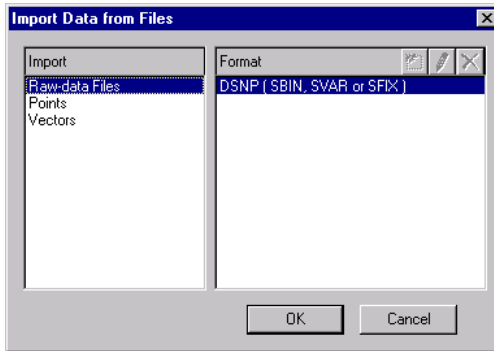 Import Data from Files
Import
Format
Raw-data Files
DSNP ( SBIN, SVAR or SFIX )
Points
Vectors
OK
Cancel